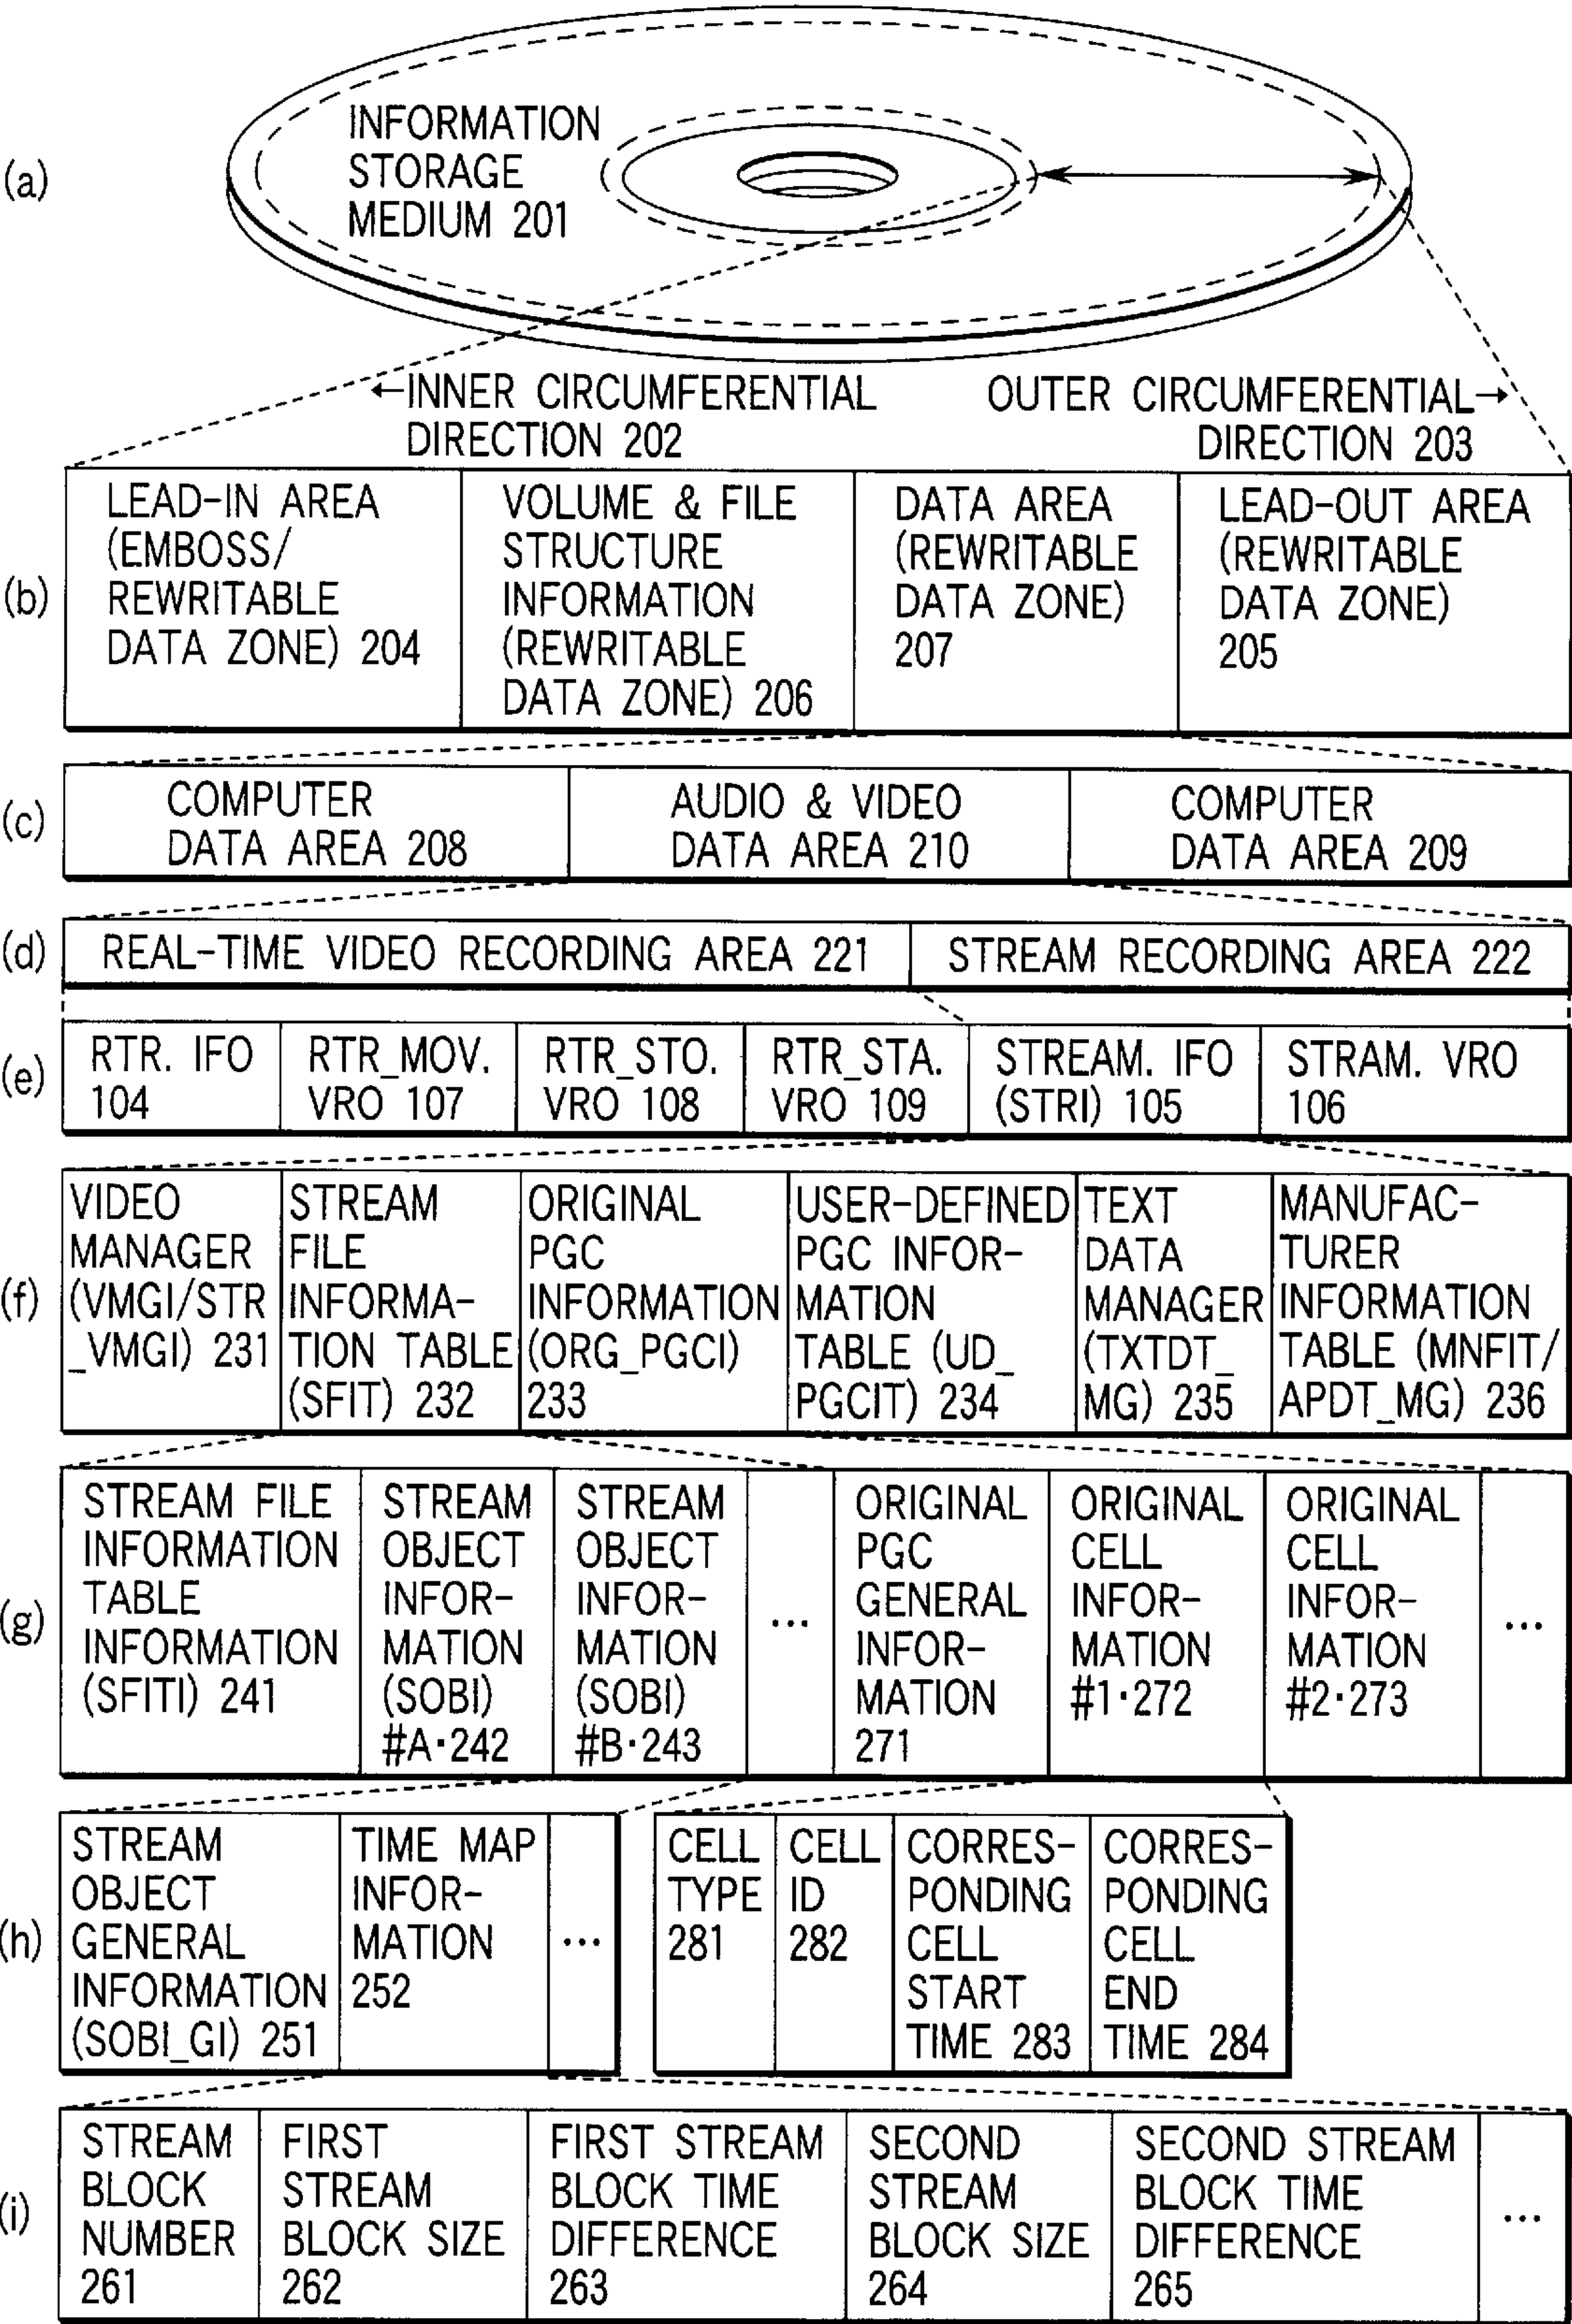 (a)
INFORMATION
STORAGE
MEDIUM 201
←INNER CIRCUMFERENTIAL
DIRECTION 202
OUTER CIRCUMFERENTIAL→
DIRECTION 203
(b)
LEAD-IN AREA
(EMBOSS/
REWRITABLE
DATA ZONE) 204
VOLUME & FILE
STRUCTURE
INFORMATION
(REWRITABLE
DATA ZONE) 206
DATA AREA
(REWRITABLE
DATA ZONE)
207
LEAD-OUT AREA
(REWRITABLE
DATA ZONE)
205
(c)
COMPUTER
DATA AREA 208
AUDIO & VIDEO
DATA AREA 210
COMPUTER
DATA AREA 209
(d)
REAL-TIME VIDEO RECORDING AREA 221
STREAM RECORDING AREA 222
(e)
RTR. IFO
104
RTR_MOV.
VRO 107
RTR_STO.
VRO 108
RTR_STA.
VRO 109
STREAM. IFO
(STRI) 105
STRAM. VRO
106
(f)
VIDEO
MANAGER
(VMGI/STR
_VMGI) 231
STREAM
FILE
INFORMA-
TION TABLE
(SFIT) 232
ORIGINAL
PGC
INFORMATION
(ORG_PGCI)
233
USER-DEFINED
PGC INFOR-
MATION
TABLE (UD_
PGCIT) 234
TEXT
DATA
MANAGER
(TXTDT_
MG) 235
MANUFAC-
TURER
INFORMATION
TABLE (MNFIT/
APDT_MG) 236
(g)
STREAM FILE
INFORMATION
TABLE
INFORMATION
(SFITI) 241
STREAM
OBJECT
INFOR-
MATION
(SOBI)
#A·242
STREAM
OBJECT
INFOR-
MATION
(SOBI)
#B·243
...
ORIGINAL
PGC
GENERAL
INFOR-
MATION
271
ORIGINAL
CELL
INFOR-
MATION
#1·272
ORIGINAL
CELL
INFOR-
MATION
#2·273
...
(h)
STREAM
OBJECT
GENERAL
INFORMATION
(SOBI_GI) 251
TIME MAP
INFOR-
MATION
252
...
CELL
TYPE
281
CELL
ID
282
CORRES-
PONDING
CELL
START
TIME 283
CORRES-
PONDING
CELL
END
TIME 284
(i)
STREAM
BLOCK
NUMBER
261
FIRST
STREAM
BLOCK SIZE
262
FIRST STREAM
BLOCK TIME
DIFFERENCE
263
SECOND
STREAM
BLOCK SIZE
264
SECOND STREAM
BLOCK TIME
DIFFERENCE
265
...